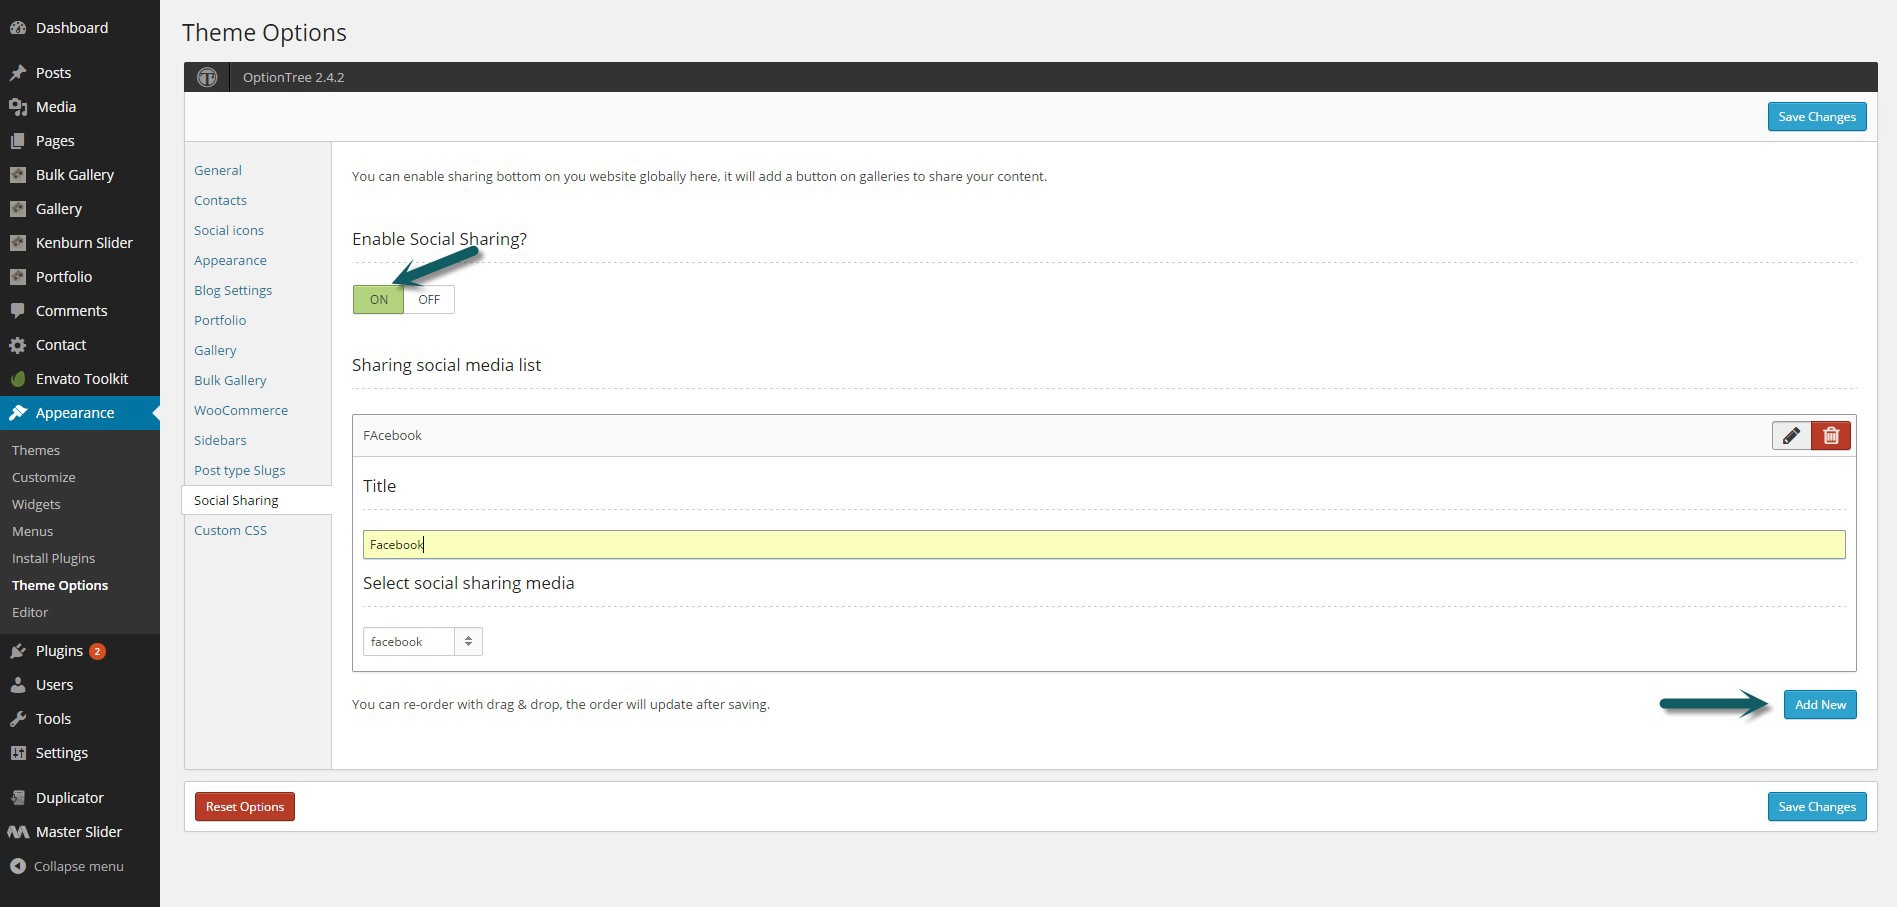 Dashboard
Posts
Media
Pages
Bulk Gallery
Gallery
Kenburn Slider
Portfolio
Comments
Contact
Envato Toolkit
Appearance
Themes
Customize
Widgets
Menus
Install Plugins
Theme Options
Editor
Plugins 2
Users
Tools
Settings
Duplicator
Master Slider
Collapse menu
Theme Options
OptionTree 2.4.2
Save Changes
General
Contacts
Social icons
Appearance
Blog Settings
Portfolio
Gallery
Bulk Gallery
WooCommerce
Sidebars
Post type Slugs
Social Sharing
Custom CSS
You can enable sharing bottom on you website globally here, it will add a button on galleries to share your content.
Enable Social Sharing?
ON OFF
Sharing social media list
FAcebook
Title
Facebook
Select social sharing media
facebook
You can re-order with drag & drop, the order will update after saving.
Add New
Reset Options
Save Changes